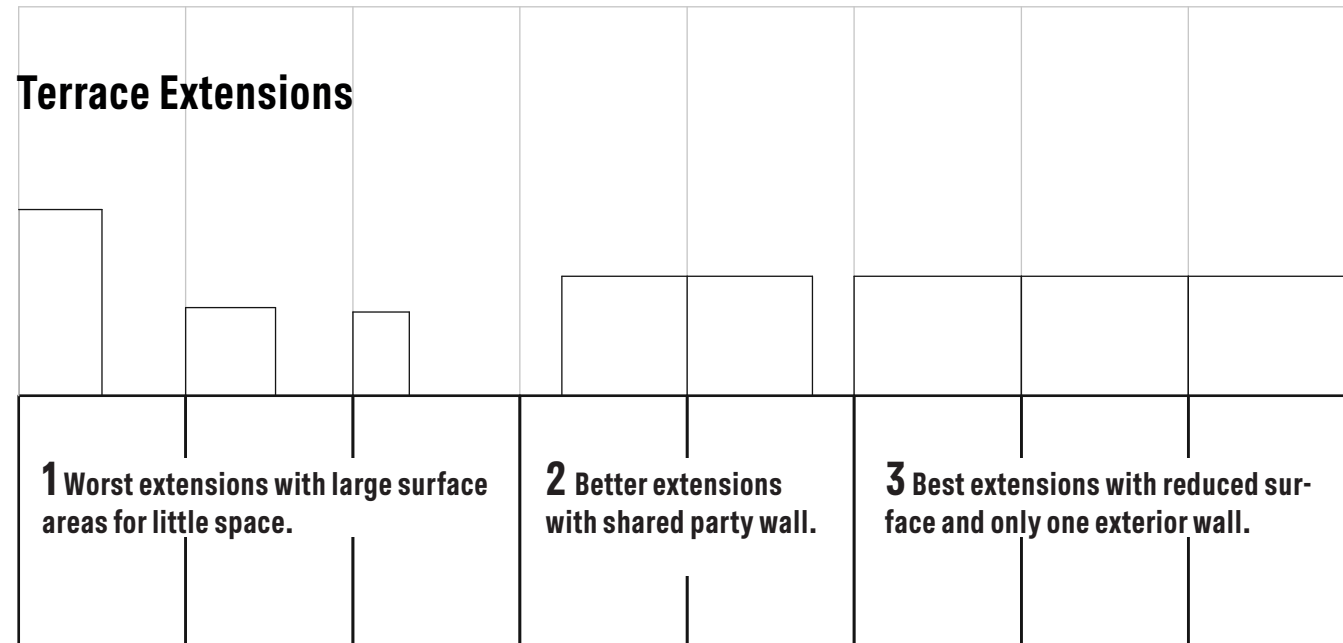 Terrace Extensions
1 Worst extensions with large surface
areas for little space.
2 Better extensions
with shared party wall.
3 Best extensions with reduced sur-
face and only one exterior wall.